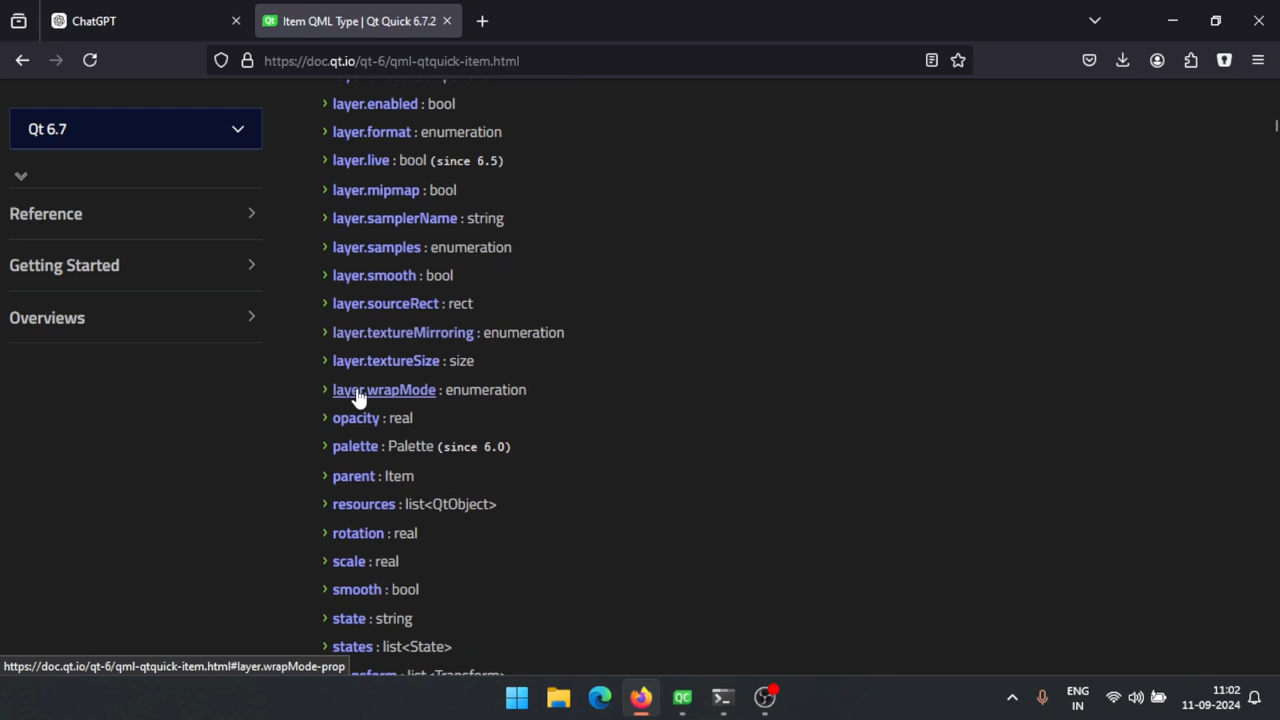 ChatGPT
Qt Item QML Type | Qt Quick 6.7.2
https://doc.qt.io/qt-6/qml-qtquick-item.html
Qt 6.7
Reference
Getting Started
Overviews
layer.enabled : bool
layer.format : enumeration
layer.live : bool (since 6.5)
layer.mipmap : bool
layer.samplerName : string
layer.samples : enumeration
layer.smooth : bool
layer.sourceRect : rect
layer.textureMirroring : enumeration
layer.textureSize : size
layer.wrapMode : enumeration
opacity : real
palette : Palette (since 6.0)
parent : Item
resources : list<QtObject>
rotation : real
scale : real
smooth : bool
state : string
states : list<State>
list<Transform>
https://doc.qt.io/qt-6/qml-qtquick-item.html#layer.wrapMode-prop
QC
ENG
IN
11:02
11-09-2024